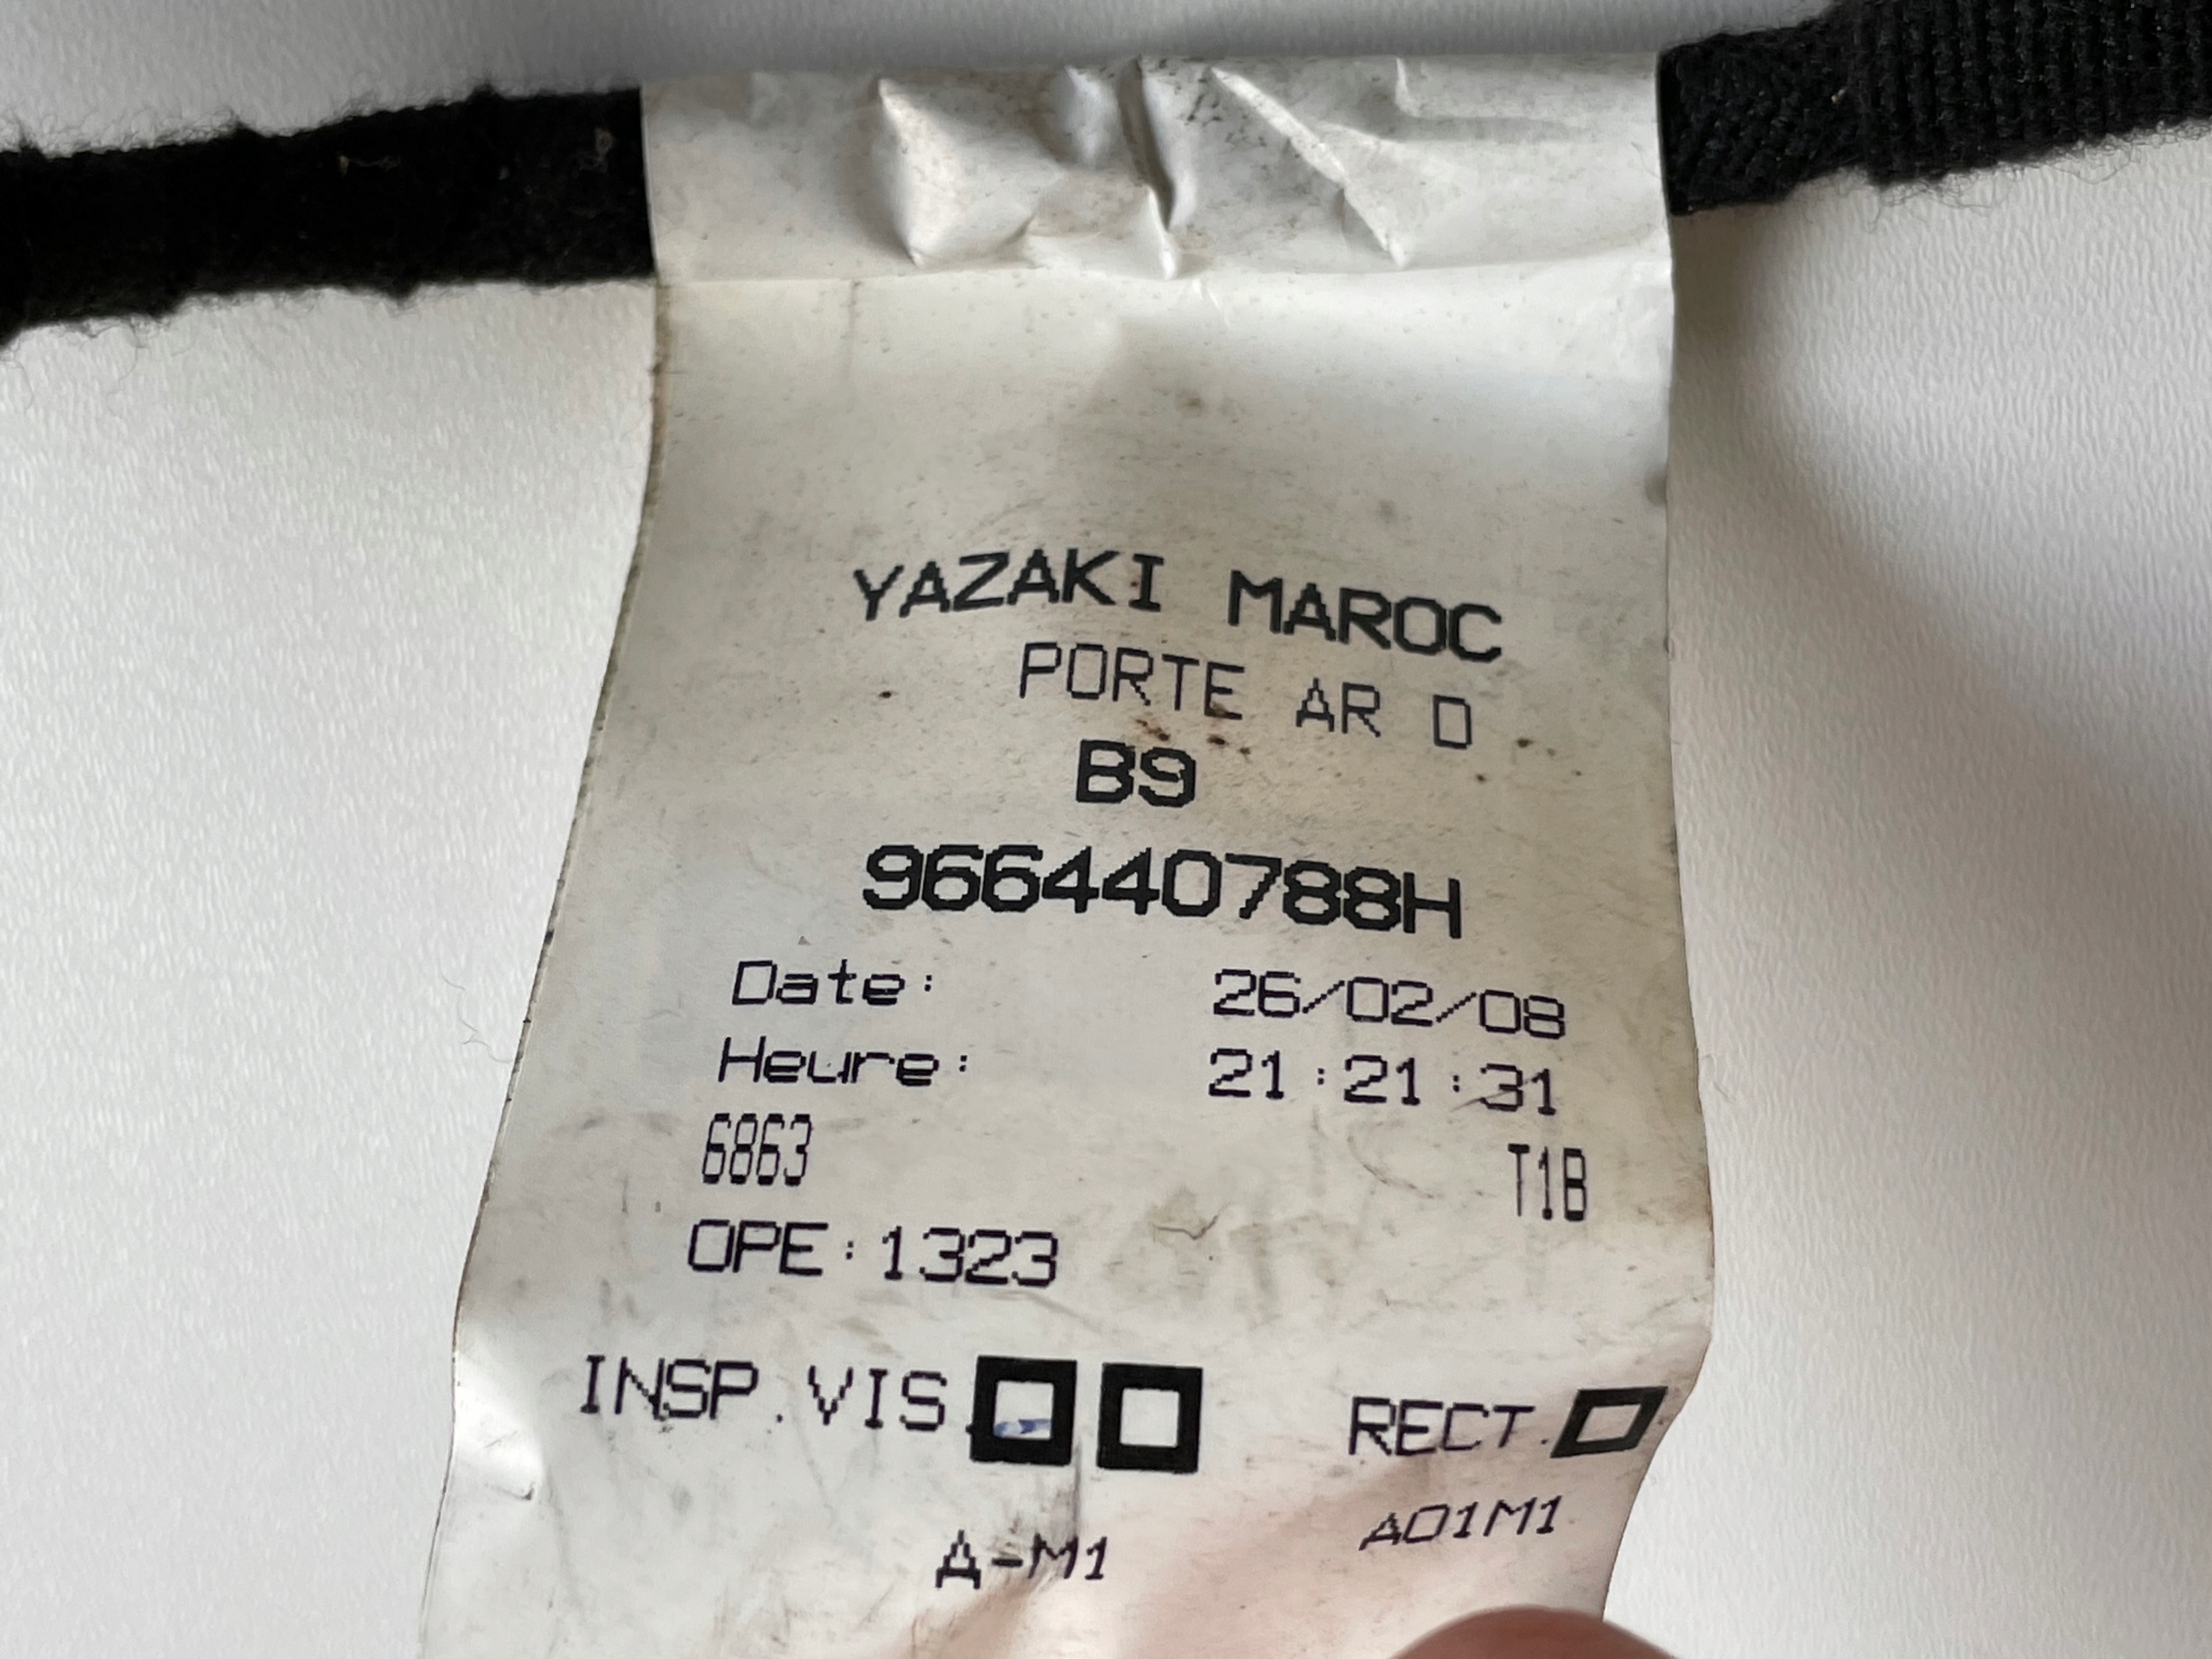 YAZAKI MAROC
PORTE AR D
B9
966440788H
Date: 26/02/08
Heure: 21:21:31
6863 T1B
OPE:1323
INSP.VIS. RECT.
A-M1 A01M1